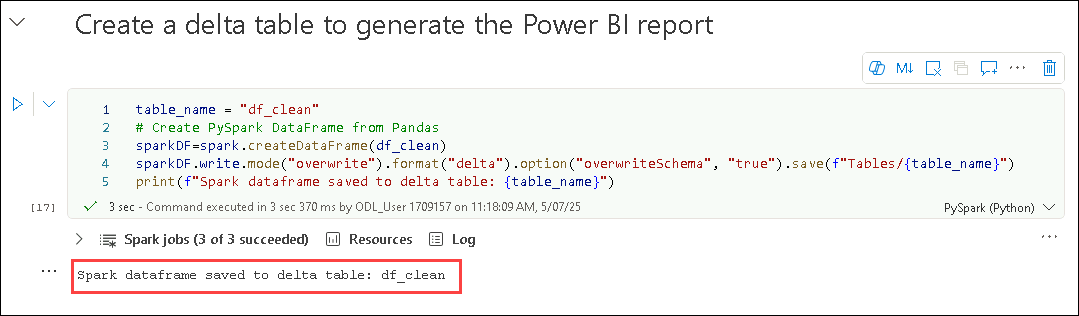 Create a delta table to generate the Power BI report
M↓
1 table_name = "df_clean"
2 # Create PySpark DataFrame from Pandas
3 sparkDF=spark.createDataFrame(df_clean)
4 sparkDF.write.mode("overwrite").format("delta").option("overwriteSchema", "true").save(f"Tables/{table_name}")
5 print(f"Spark dataframe saved to delta table: {table_name}")
[17] 3 sec - Command executed in 3 sec 370 ms by ODL_User 1709157 on 11:18:09 AM, 5/07/25 PySpark (Python)
Spark jobs (3 of 3 succeeded) Resources Log ...
... Spark dataframe saved to delta table: df_clean